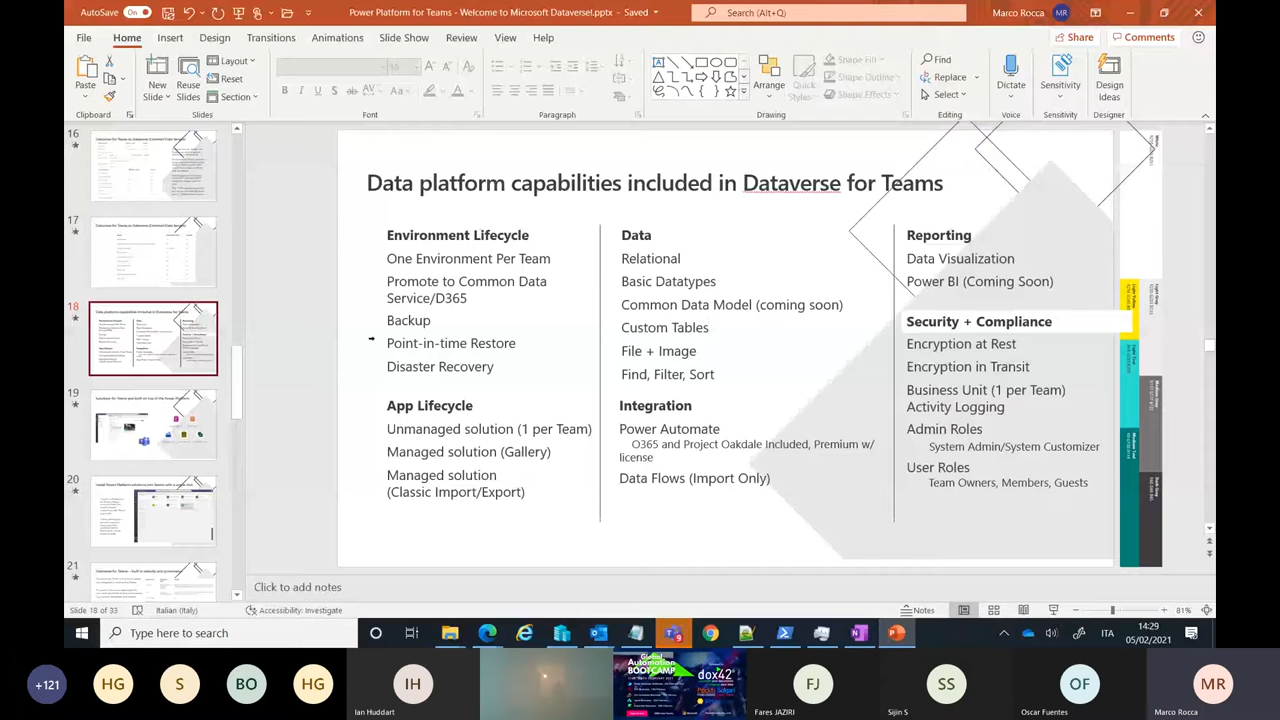 AutoSave
On
Power Platform for Teams - Welcome to Microsoft Dataverse!.pptx - Saved
Search (Alt+Q)
Marco Rocca
MR
File
Home
Insert
Design
Transitions
Animations
Slide Show
Review
View
Help
Share
Comments
Paste
New
Slide
Reuse
Slides
Layout
Reset
Section
Shape Fill
Shape Outline
Shape Effects
Arrange
Quick
Styles
Find
Replace
Select
Dictate
Sensitivity
Design
Ideas
Clipboard
Slides
Font
Paragraph
Drawing
Editing
Voice
Sensitivity
Designer
16
17
18
19
20
21
Data platform capabilities included in Dataverse for Teams
Environment Lifecycle
One Environment Per Team
Promote to Common Data
Service/D365
Backup
Point-in-time Restore
Disaster Recovery
App Lifecycle
Unmanaged solution (1 per Team)
Managed solution (Gallery)
Managed solution
(Classic Import/Export)
Data
Relational
Basic Datatypes
Common Data Model (coming soon)
Custom Tables
File + Image
Find, Filter, Sort
Integration
Power Automate
O365 and Project Oakdale Included, Premium w/
license
Data Flows (Import Only)
Reporting
Data Visualization
Power BI (Coming Soon)
Security + Compliance
Encryption at Rest
Encryption in Transit
Business Unit (1 per Team)
Activity Logging
Admin Roles
System Admin/System Customizer
User Roles
Team Owners, Members, Guests
Click to add notes
Slide 18 of 33
Italian (Italy)
Accessibility: Investigate
Notes
81%
Type here to search
ITA
14:29
05/02/2021
+121
HG
S
BO
HG
IH
Ian Hiddart
Global
Automation
BOOTCAMP
dox42
FJ
Fares JAZIRI
SS
Sijin S
OF
Oscar Fuentes
MR
Marco Rocca